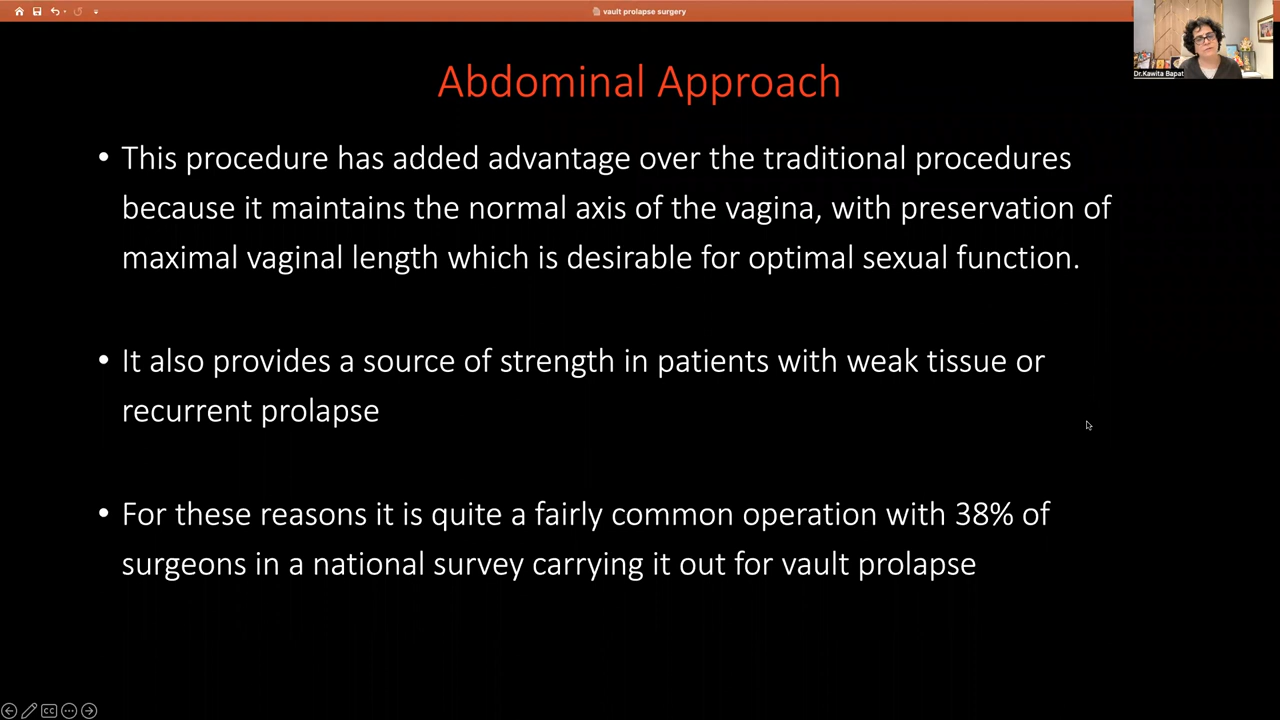 vault prolapse surgery
Dr.Kawita Bapat
Abdominal Approach
• This procedure has added advantage over the traditional procedures
because it maintains the normal axis of the vagina, with preservation of
maximal vaginal length which is desirable for optimal sexual function.
• It also provides a source of strength in patients with weak tissue or
recurrent prolapse
• For these reasons it is quite a fairly common operation with 38% of
surgeons in a national survey carrying it out for vault prolapse
CC